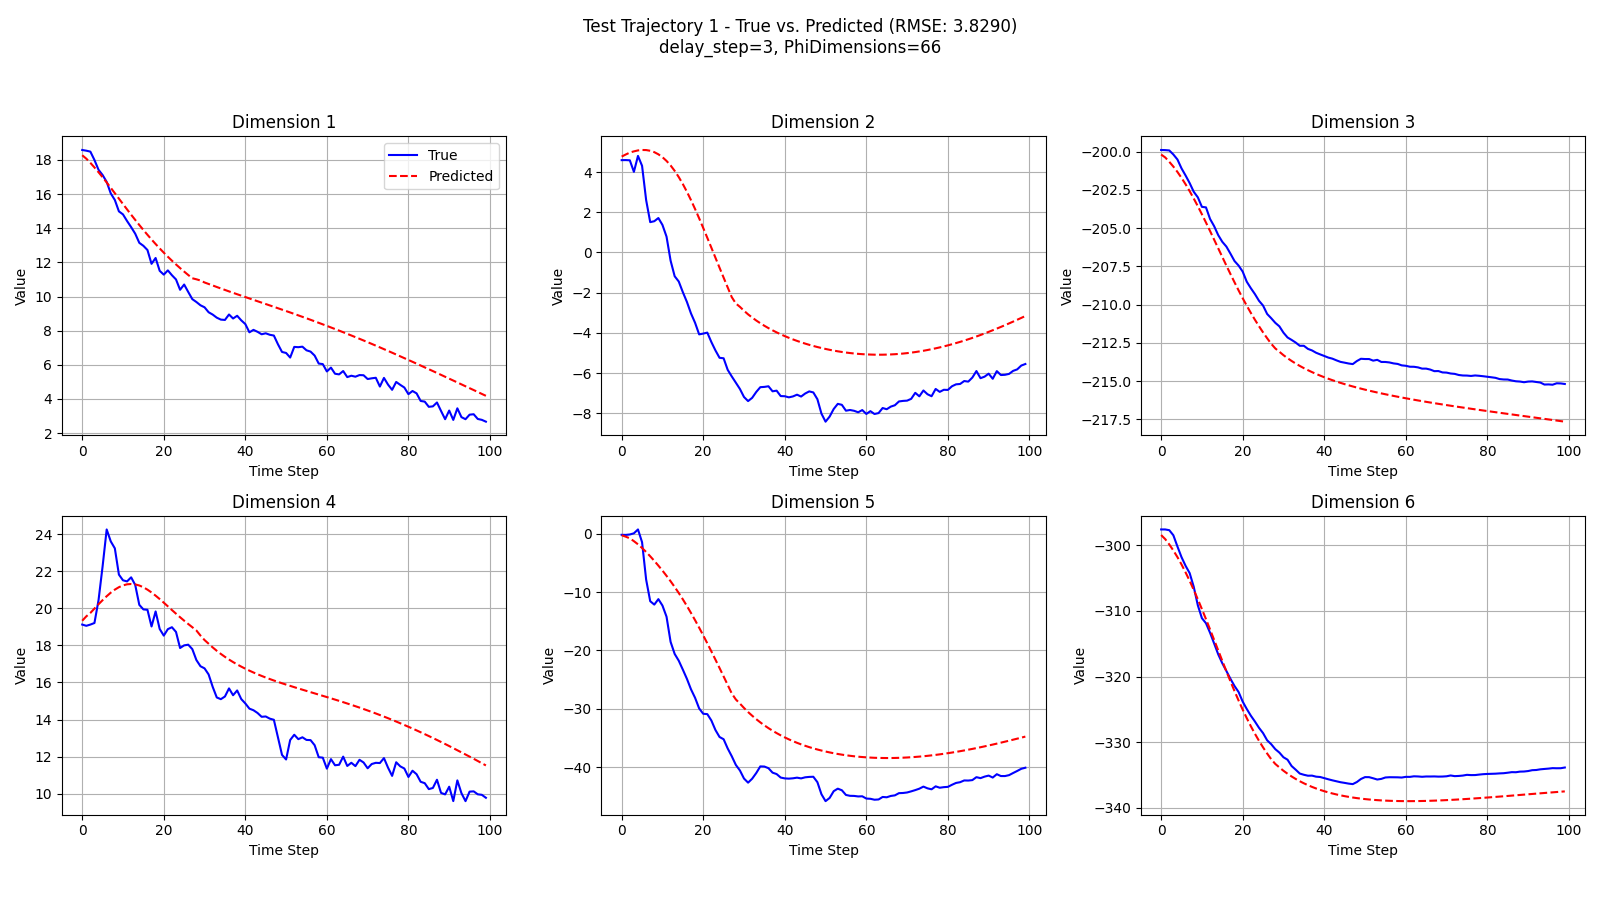 Test Trajectory 1 - True vs. Predicted (RMSE: 3.8290)
delay_step=3, PhiDimensions=66
Dimension 1
True
Predicted
18
16
14
12
10
8
6
4
2
Value
0 20 40 60 80 100
Time Step
Dimension 2
4
2
0
−2
−4
−6
−8
Value
0 20 40 60 80 100
Time Step
Dimension 3
−200.0
−202.5
−205.0
−207.5
−210.0
−212.5
−215.0
−217.5
Value
0 20 40 60 80 100
Time Step
Dimension 4
24
22
20
18
16
14
12
10
Value
0 20 40 60 80 100
Time Step
Dimension 5
0
−10
−20
−30
−40
Value
0 20 40 60 80 100
Time Step
Dimension 6
−300
−310
−320
−330
−340
Value
0 20 40 60 80 100
Time Step